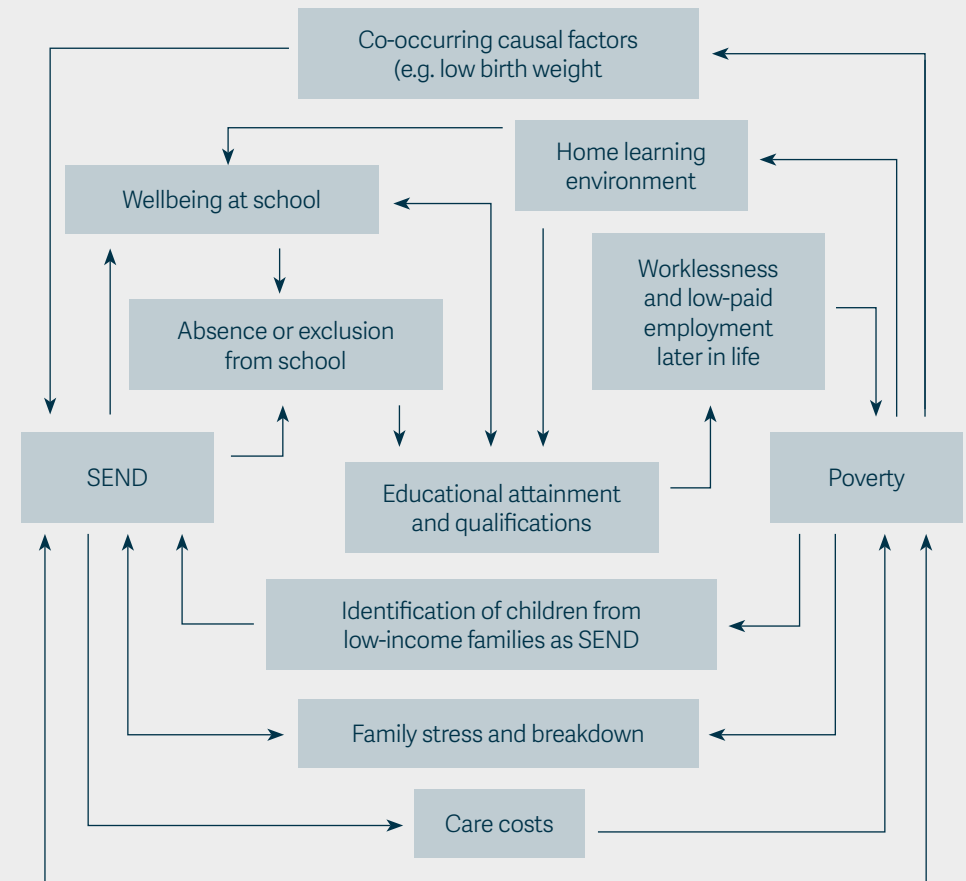 Co-occurring causal factors
(e.g. low birth weight
Home learning
environment
Wellbeing at school
Worklessness
and low-paid
employment
later in life
Absence or exclusion
from school
SEND
Educational attainment
and qualifications
Poverty
Identification of children from
low-income families as SEND
Family stress and breakdown
Care costs